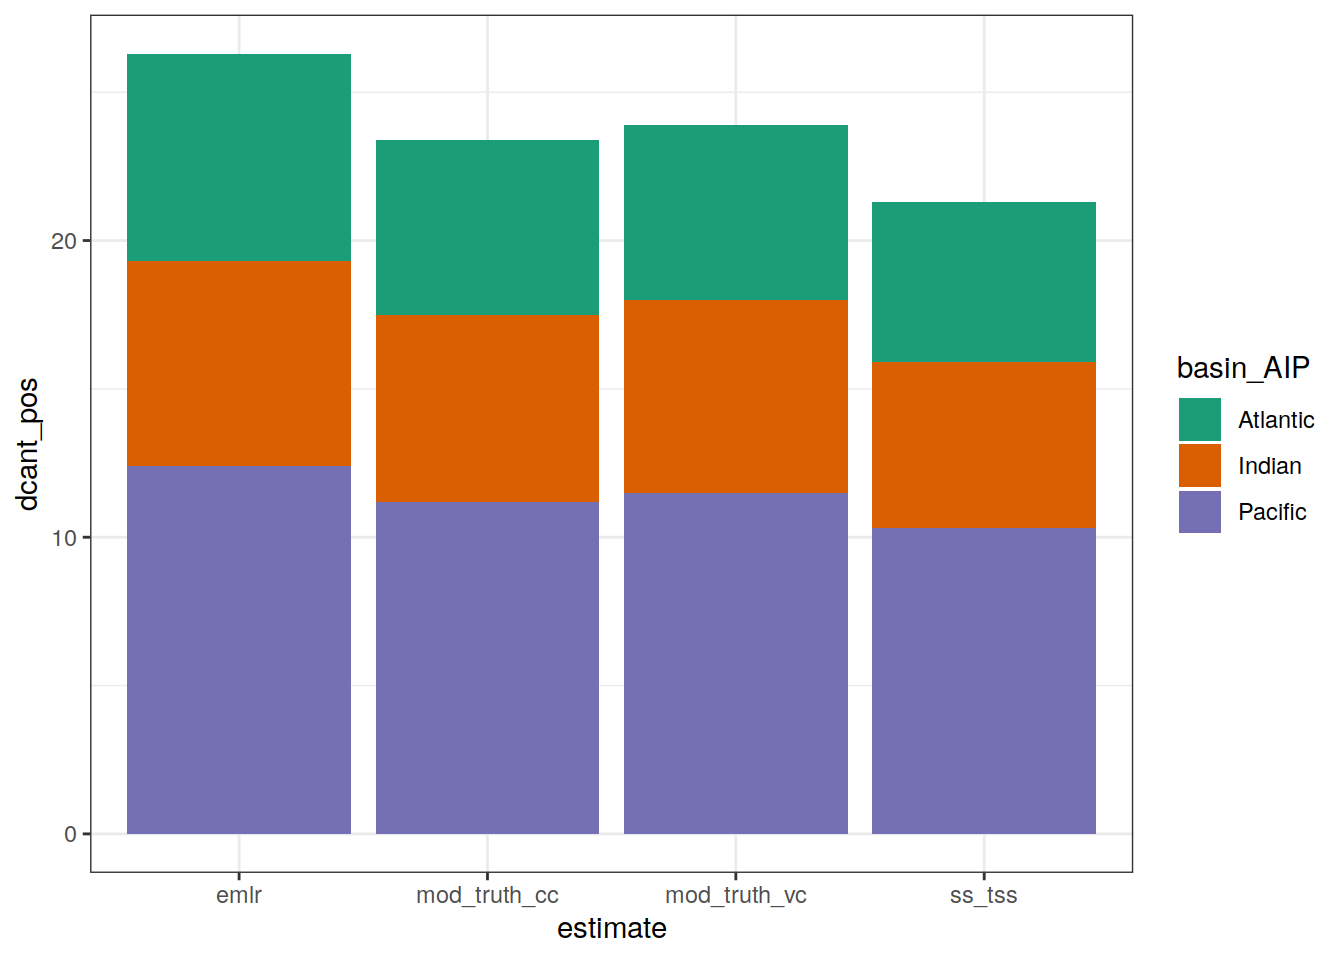 dcant_pos
20
10
0
emlr mod_truth_cc mod_truth_vc ss_tss
estimate
basin_AIP
Atlantic
Indian
Pacific